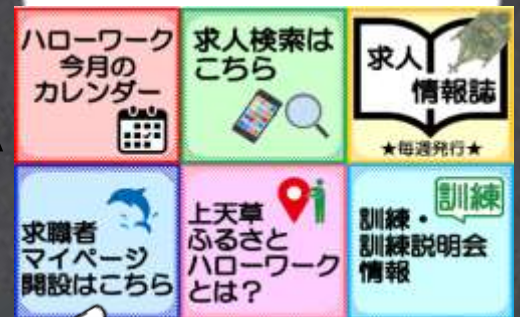 ハローワーク
今月の
カレンダー
求人検索は
こちら
求人
情報誌
★毎週発行★
求職者
マイページ
開設はこちら
上天草
ふるさと
ハローワーク
とは？
訓練
訓練・
訓練説明会
情報